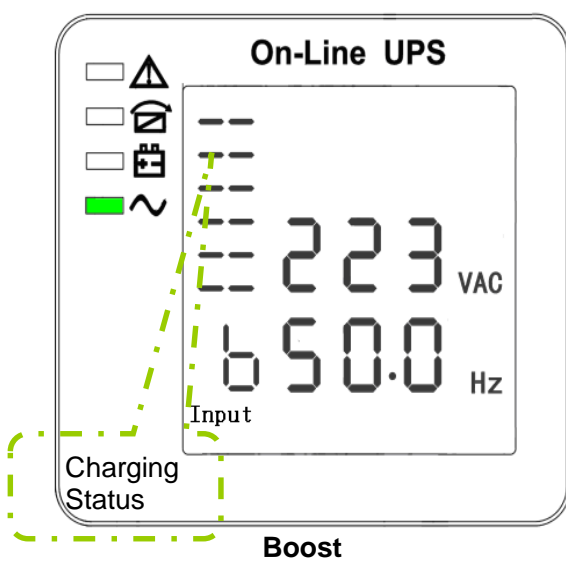 On-Line UPS
223 VAC
b 50.0 Hz
Input
Charging
Status
Boost